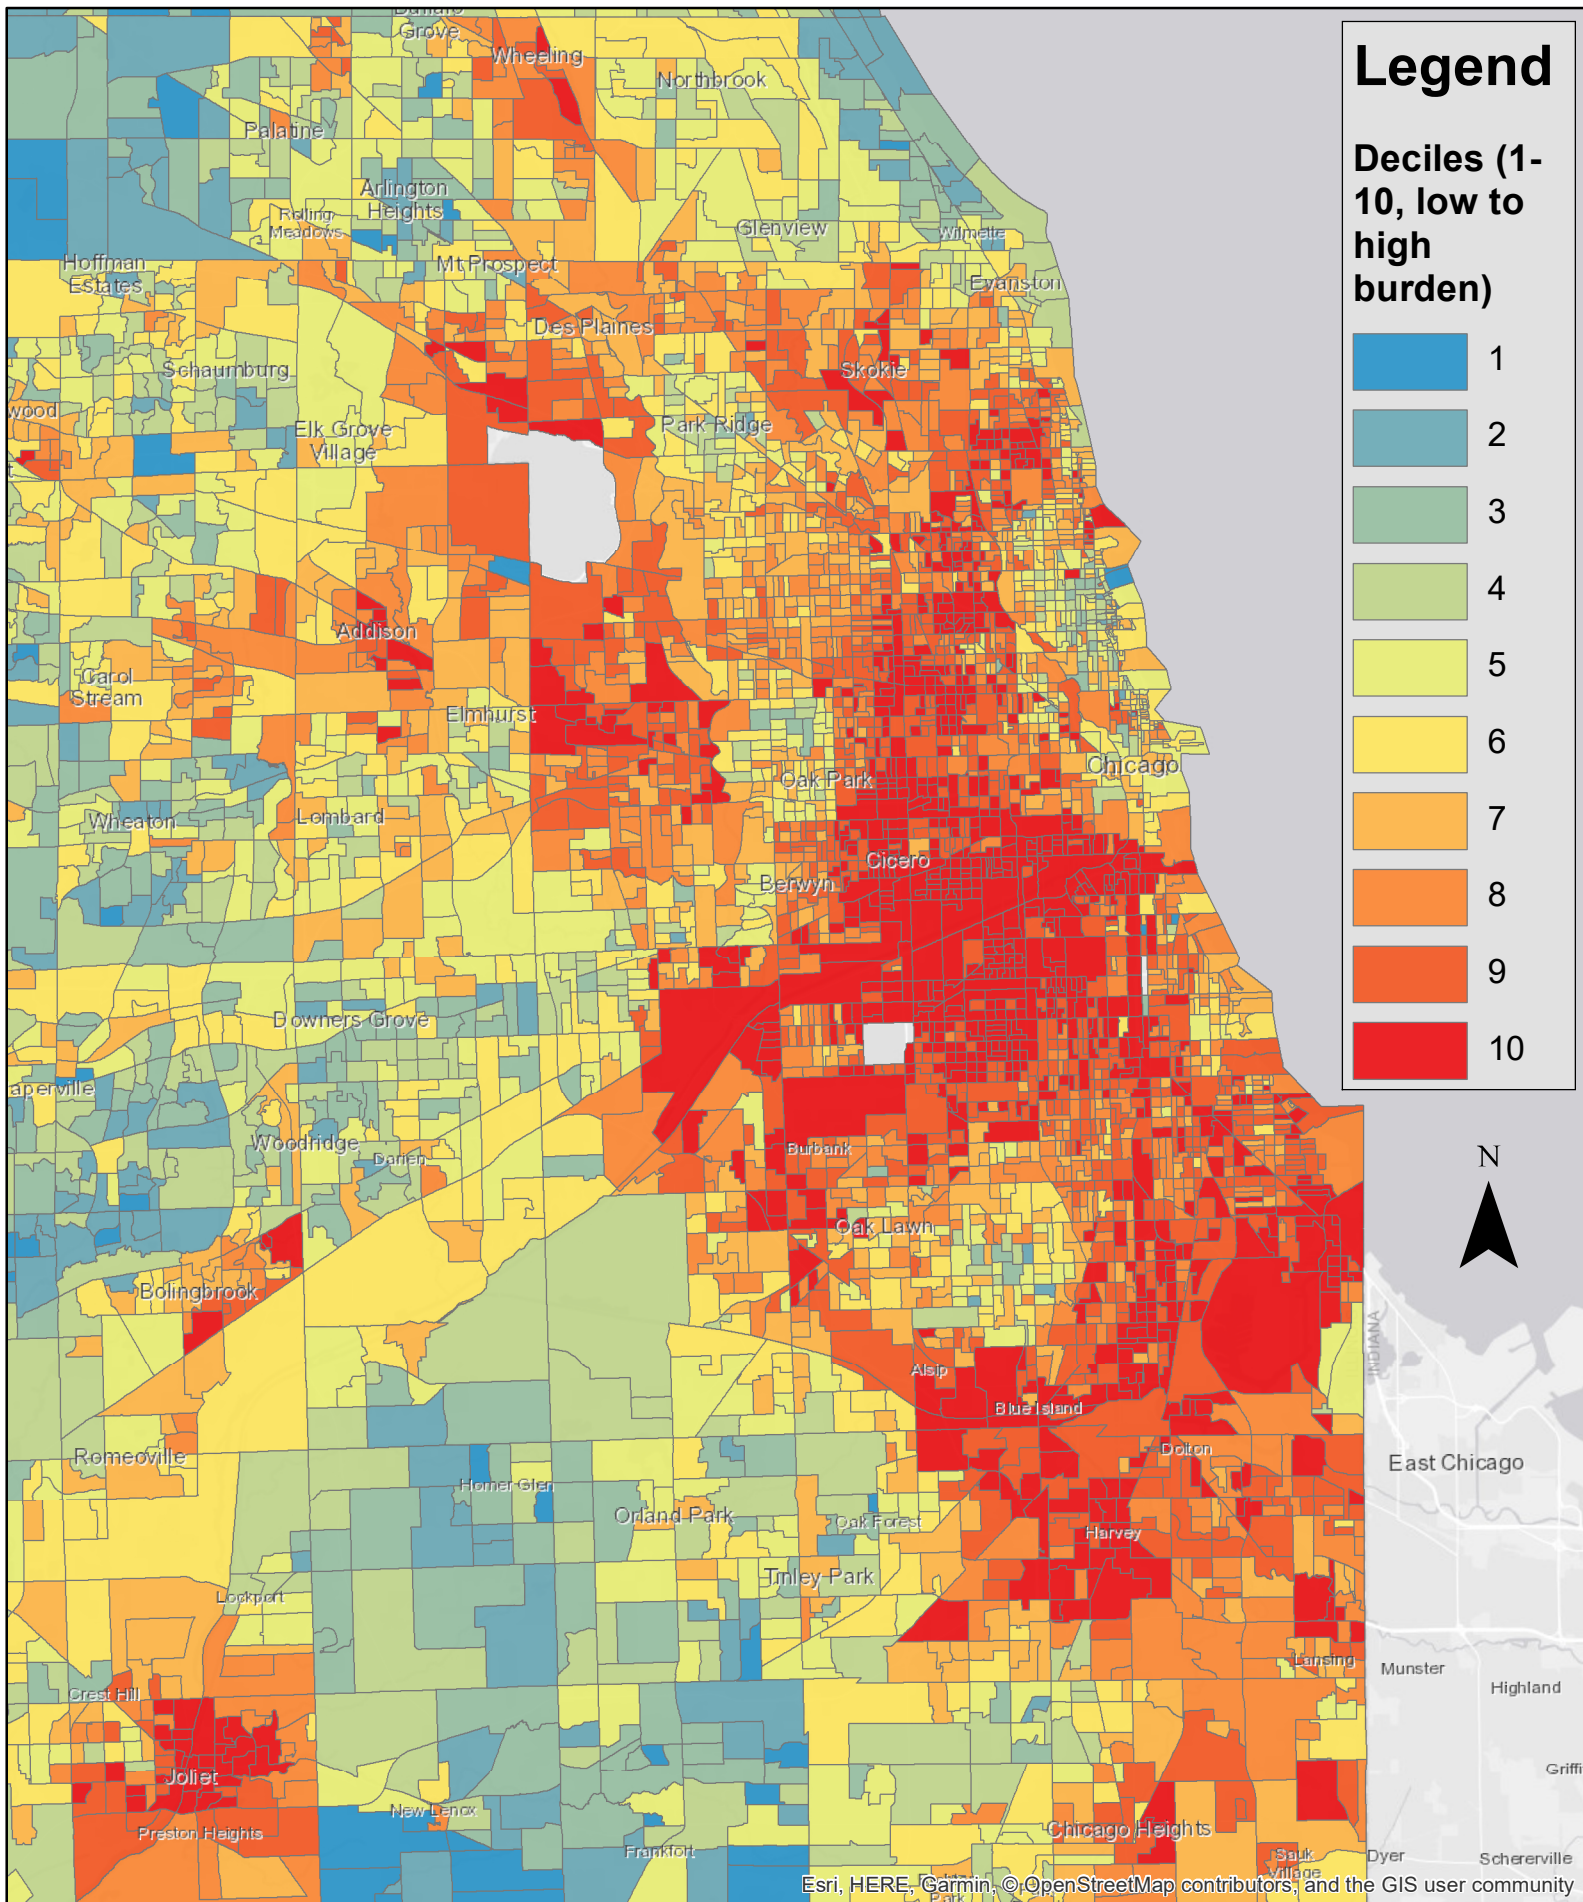 Legend
Deciles (1-
10, low to
high
burden)
1
2
3
4
5
6
7
8
9
10
N
Grove
Wheeling
Northbrook
Palatine
Arlington
Heights
Rolling
Meadows
Glenview
Wilmette
Hoffman
Estates
Mt Prospect
Evanston
Des Plaines
Schaumburg
Skokie
wood
Elk Grove
Village
Park Ridge
t
Addison
Carol
Stream
Elmhurst
Chicago
Oak Park
Wheaton
Lombard
Cicero
Berwyn
Downers Grove
aperville
Woodridge
Darien
Burbank
Oak Lawn
Bolingbrook
INDIANA
Alsip
Blue Island
Romeoville
Dolton
East Chicago
Homer Glen
Orland Park
Oak Forest
Harvey
Tinley Park
Lockport
Lansing
Munster
Crest Hill
Highland
Joliet
Griffi
New Lenox
Preston Heights
Chicago Heights
Frankfort
Sauk
Village
Dyer
Schererville
Park
Esri, HERE, Garmin, © OpenStreetMap contributors, and the GIS user community